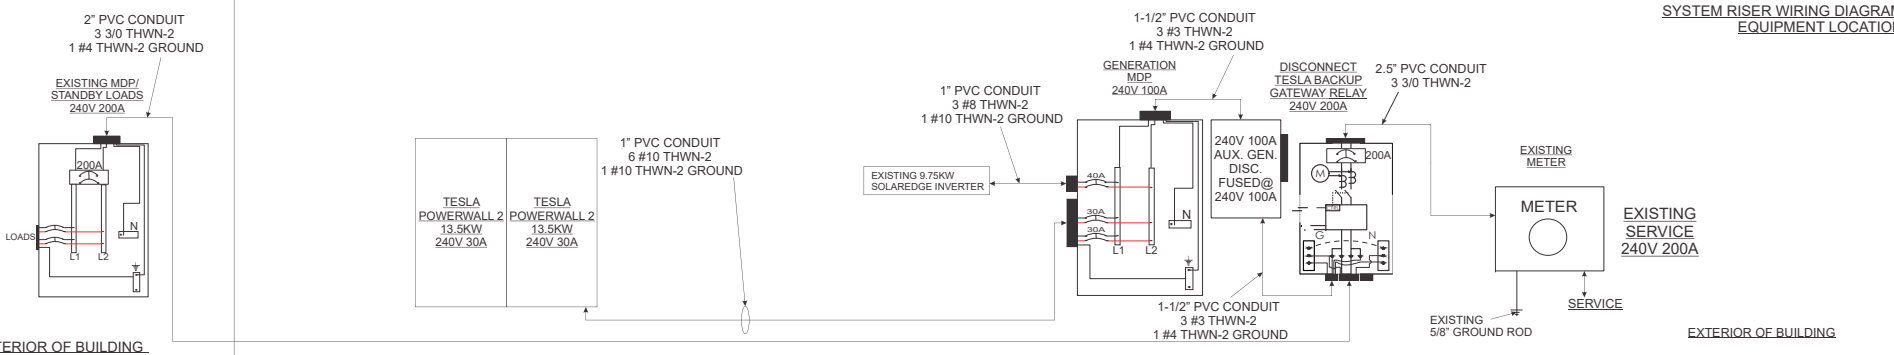 2" PVC CONDUIT
3 3/0 THWN-2
1 #4 THWN-2 GROUND
EXISTING MDP/
STANDBY LOADS
240V 200A
200A
N
LOADS
L1 L2
TERIOR OF BUILDING
TESLA
POWERWALL 2
13.5KW
240V 30A
TESLA
POWERWALL 2
13.5KW
240V 30A
1" PVC CONDUIT
6 #10 THWN-2
1 #10 THWN-2 GROUND
EXISTING 9.75KW
SOLAREDGE INVERTER
1" PVC CONDUIT
3 #8 THWN-2
1 #10 THWN-2 GROUND
GENERATION
MDP
240V 100A
40A
30A
30A
N
L1 L2
1-1/2" PVC CONDUIT
3 #3 THWN-2
1 #4 THWN-2 GROUND
240V 100A
AUX. GEN.
DISC.
FUSED@
240V 100A
1-1/2" PVC CONDUIT
3 #3 THWN-2
1 #4 THWN-2 GROUND
DISCONNECT
TESLA BACKUP
GATEWAY RELAY
240V 200A
200A
M
G N
2.5" PVC CONDUIT
3 3/0 THWN-2
EXISTING
METER
METER
EXISTING
SERVICE
240V 200A
SERVICE
EXISTING
5/8" GROUND ROD
SYSTEM RISER WIRING DIAGRAM
EQUIPMENT LOCATION
EXTERIOR OF BUILDING